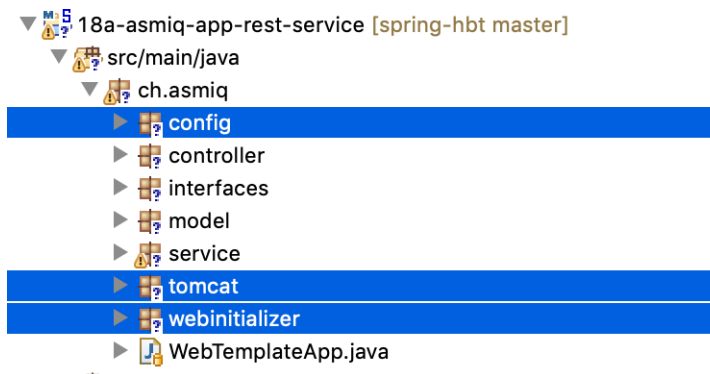 18a-asmiq-app-rest-service [spring-hbt master]
src/main/java
ch.asmiq
config
controller
interfaces
model
service
tomcat
webinitializer
WebTemplateApp.java